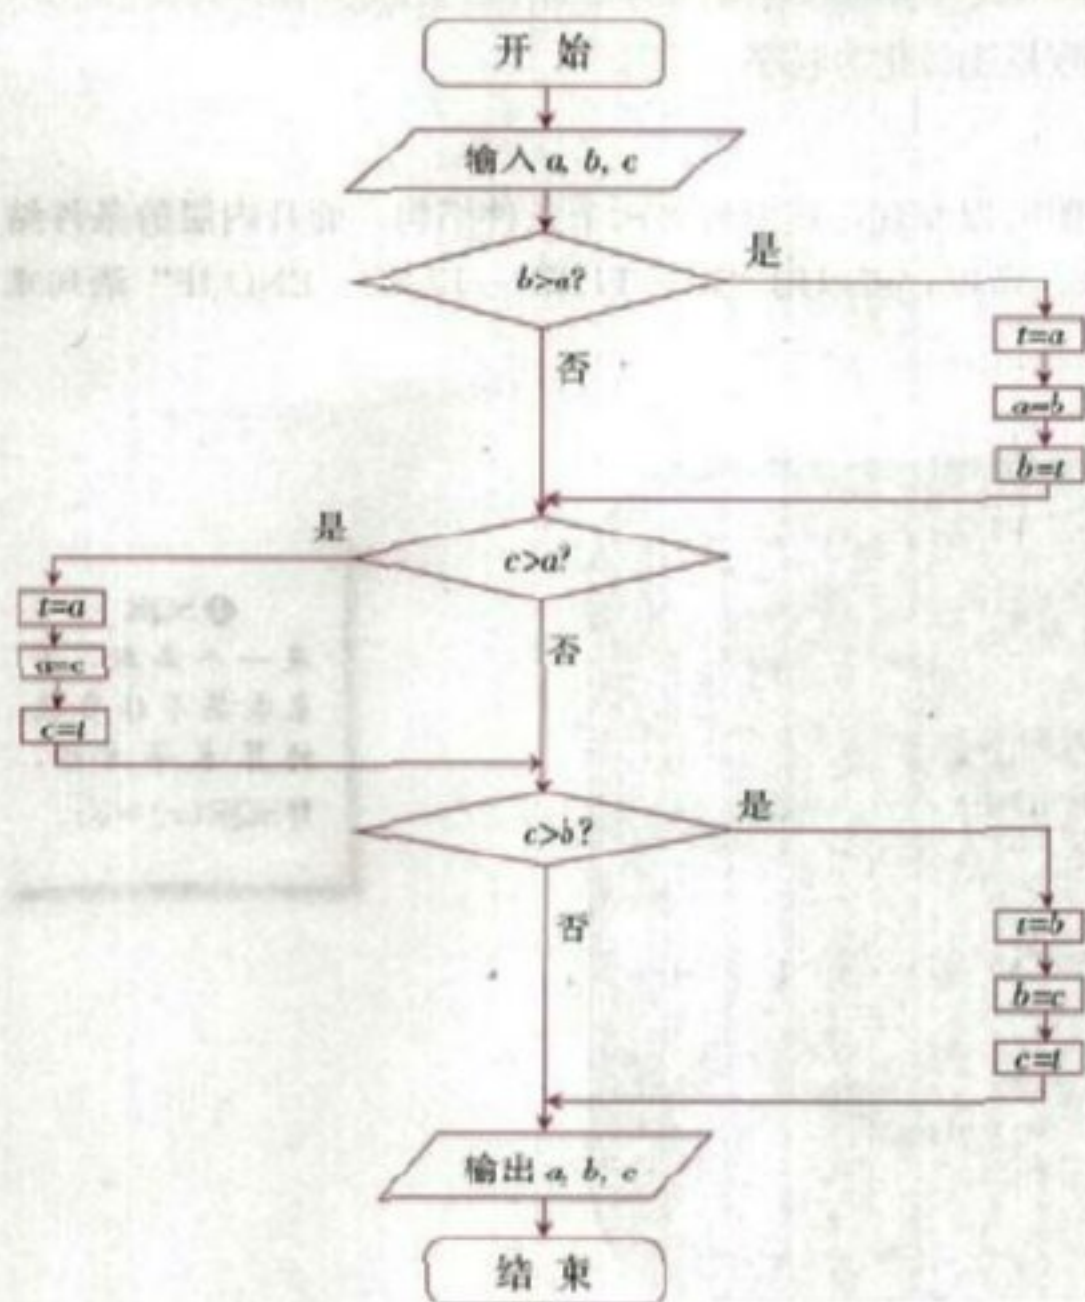 开 始
输入 a, b, c
b>a?
是
否
t=a
a=b
b=t
c>a?
是
否
t=a
a=c
c=t
c>b?
是
否
t=b
b=c
c=t
输出 a, b, c
结 束